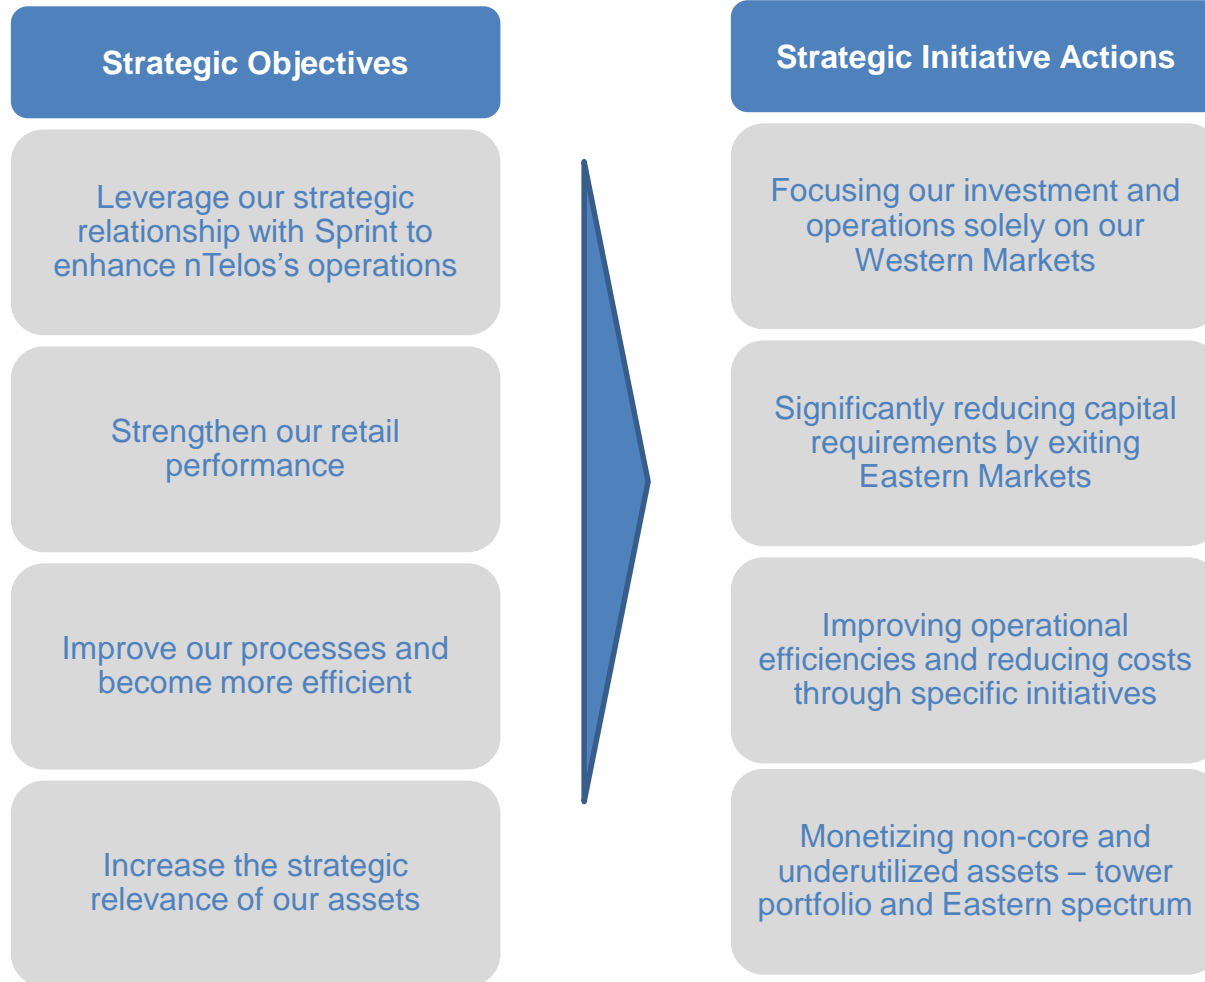 Strategic Objectives
Leverage our strategic
relationship with Sprint to
enhance nTelos’s operations
Strengthen our retail
performance
Improve our processes and
become more efficient
Increase the strategic
relevance of our assets
Strategic Initiative Actions
Focusing our investment and
operations solely on our
Western Markets
Significantly reducing capital
requirements by exiting
Eastern Markets
Improving operational
efficiencies and reducing costs
through specific initiatives
Monetizing non-core and
underutilized assets – tower
portfolio and Eastern spectrum